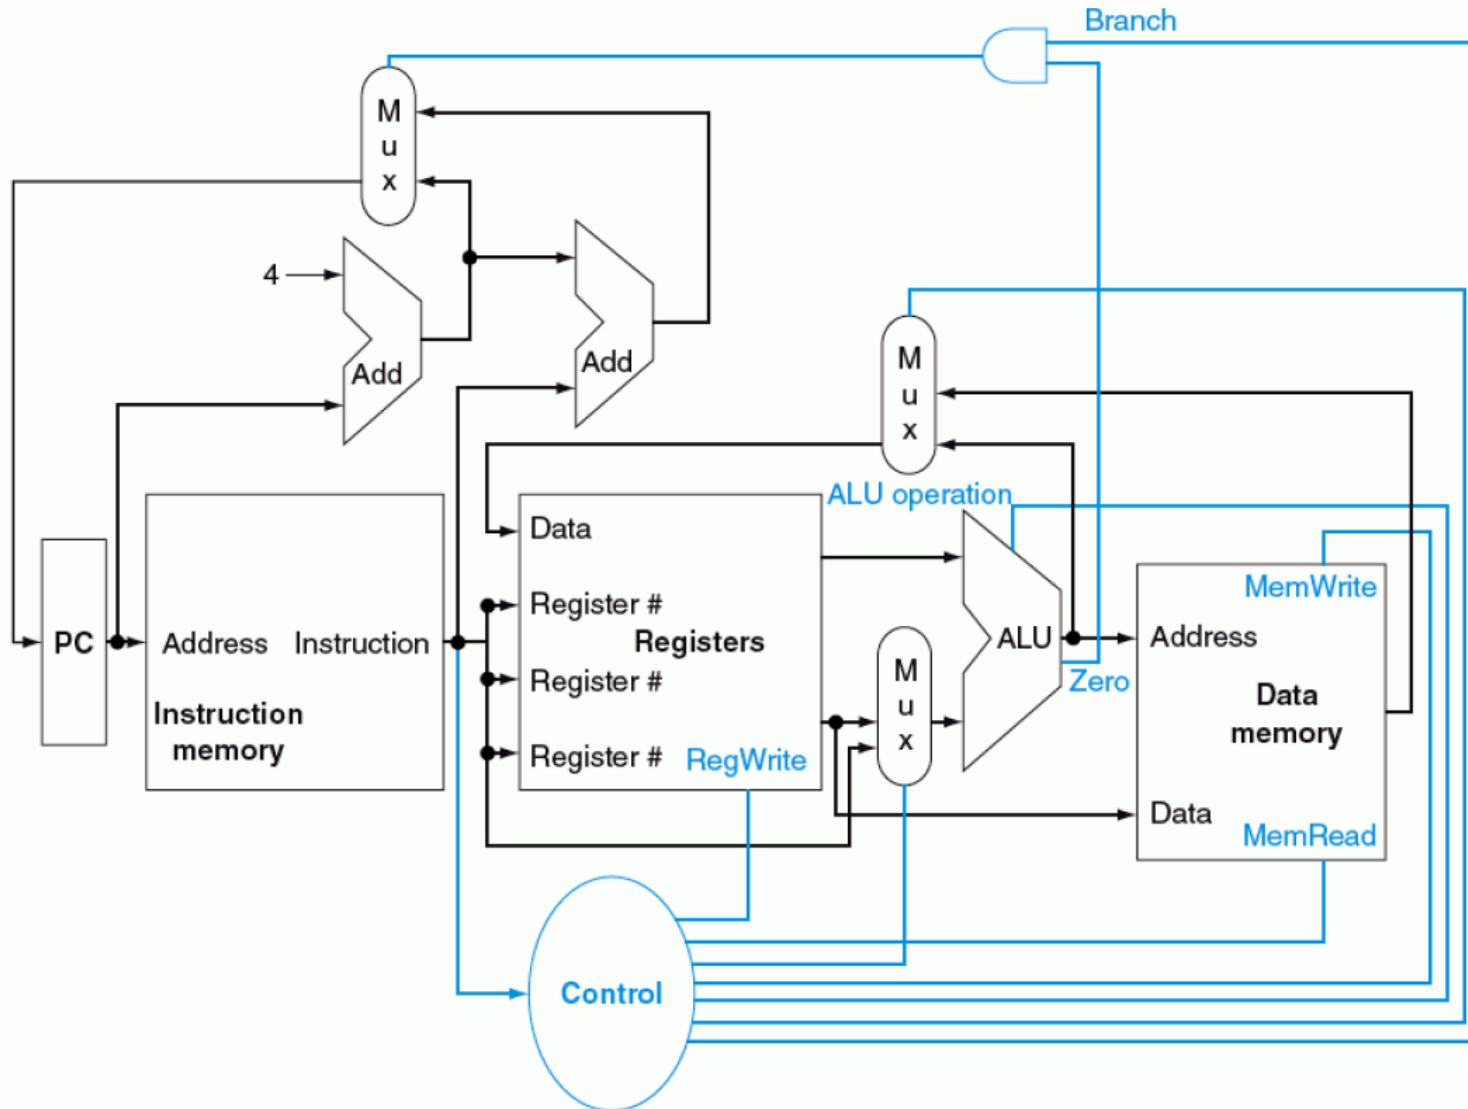 Branch
M
u
x
4
Add
Add
M
u
x
ALU operation
Data
Register #
Registers
Register #
Register #
RegWrite
PC
Address
Instruction
Instruction
memory
M
u
x
ALU
Zero
MemWrite
Address
Data
memory
Data
MemRead
Control